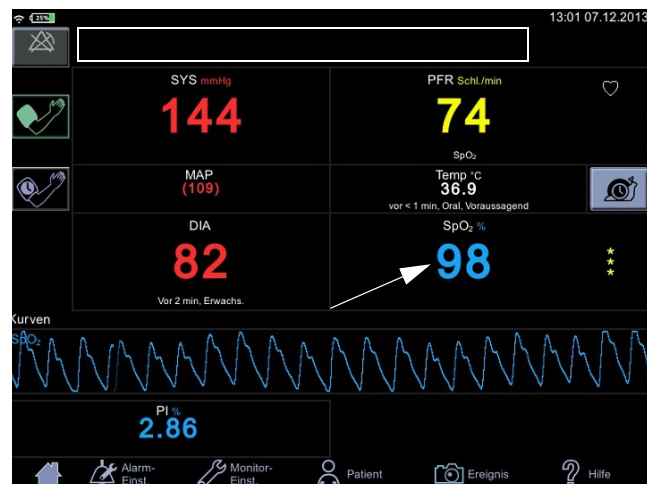 25%
13:01 07.12.2013
SYS mmHg
144
PFR Schl./min
74
SpO₂
MAP
(109)
Temp °C
36.9
vor < 1 min, Oral, Voraussagend
DIA
82
Vor 2 min, Erwachs.
SpO₂ %
98
***
Kurven
SpO₂
PI %
2.86
Alarm-
Einst.
Monitor-
Einst.
Patient
Ereignis
Hilfe